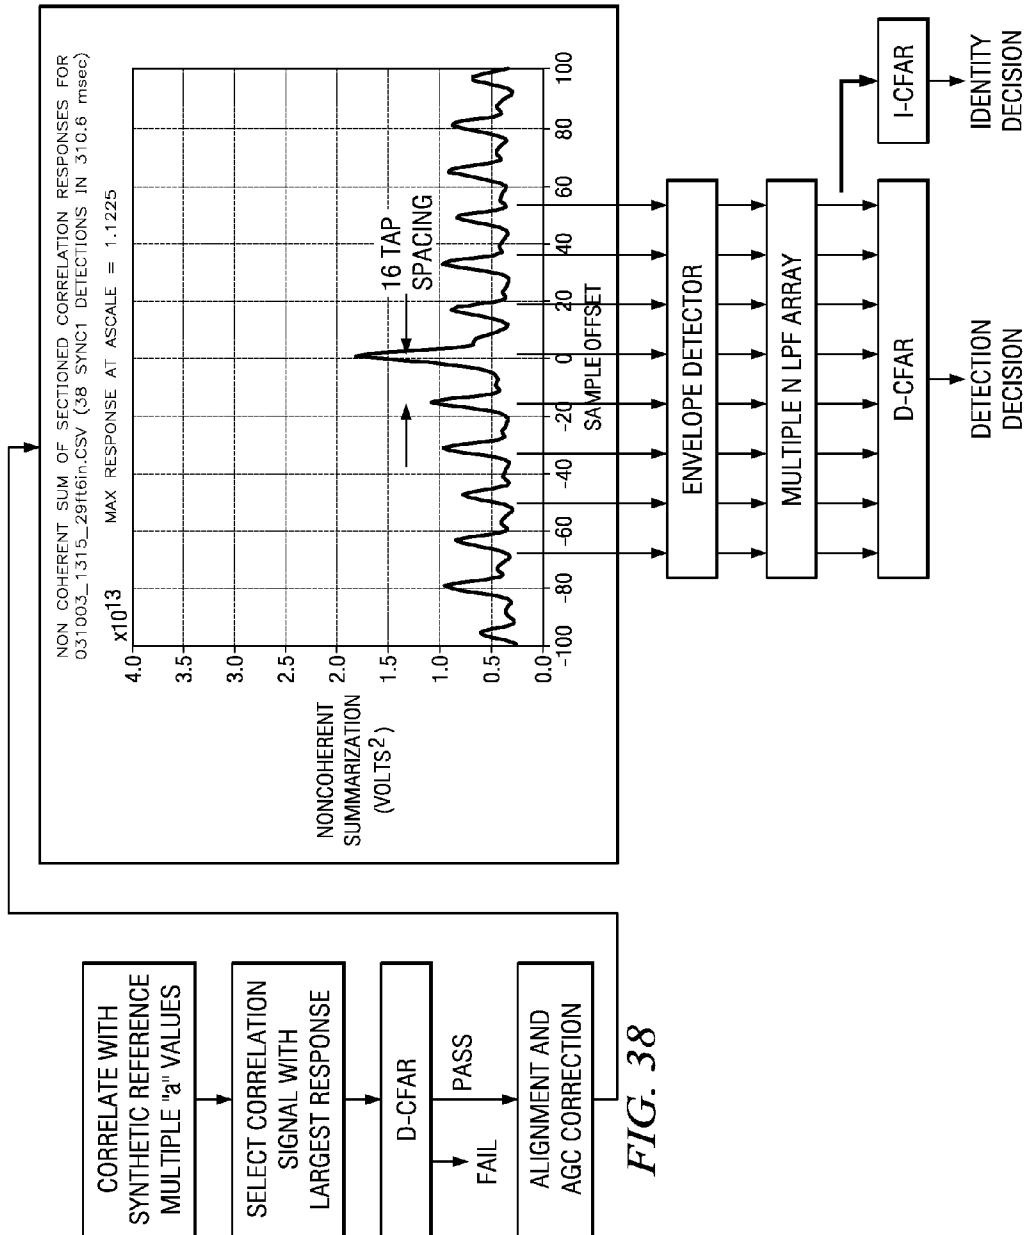 CORRELATE WITH
SYNTHETIC REFERENCE
MULTIPLE "a" VALUES
SELECT CORRELATION
SIGNAL WITH
LARGEST RESPONSE
D-CFAR
FAIL
PASS
ALIGNMENT AND
AGC CORRECTION
NON COHERENT SUM OF SECTIONED CORRELATION RESPONSES FOR
031003_1315_29ft6in.CSV (38 SYNC1 DETECTIONS IN 310.6 msec)
MAX RESPONSE AT ASCALE = 1.1225
x10^13
NONCOHERENT
SUMMARIZATION
(VOLTS²)
4.0
3.5
3.0
2.5
2.0
1.5
1.0
0.5
0.0
16 TAP
SPACING
-100 -80 -60 -40 -20 0 20 40 60 80 100
SAMPLE OFFSET
ENVELOPE DETECTOR
MULTIPLE N LPF ARRAY
D-CFAR
I-CFAR
DETECTION
DECISION
IDENTITY
DECISION
FIG. 38